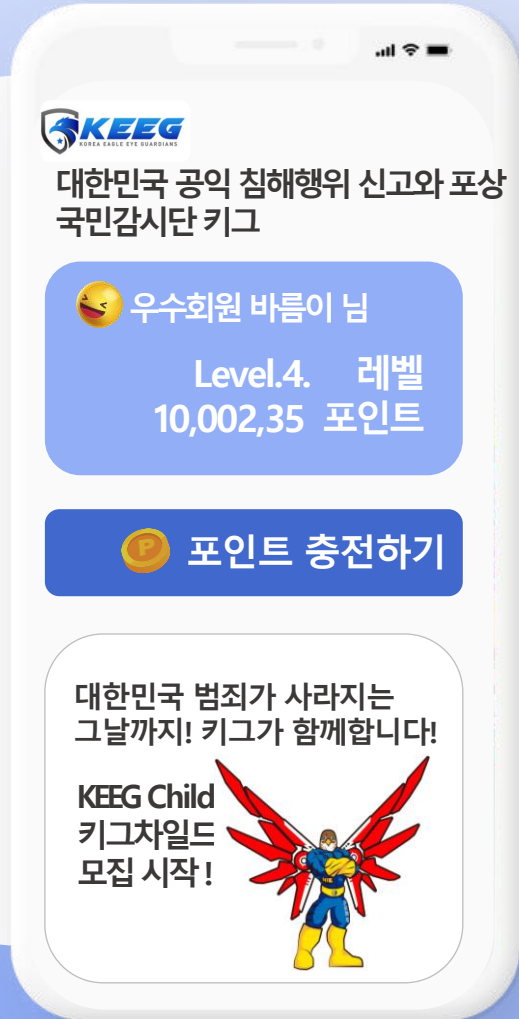 KEEG
KOREA EAGLE EYE GUARDIANS
대한민국 공익 침해행위 신고와 포상
국민감시단 키그
우수회원 바름이 님
Level.4. 레벨
10,002,35 포인트
P 포인트 충전하기
대한민국 범죄가 사라지는
그날까지! 키그가 함께합니다!
KEEG Child
키그차일드
모집 시작 !